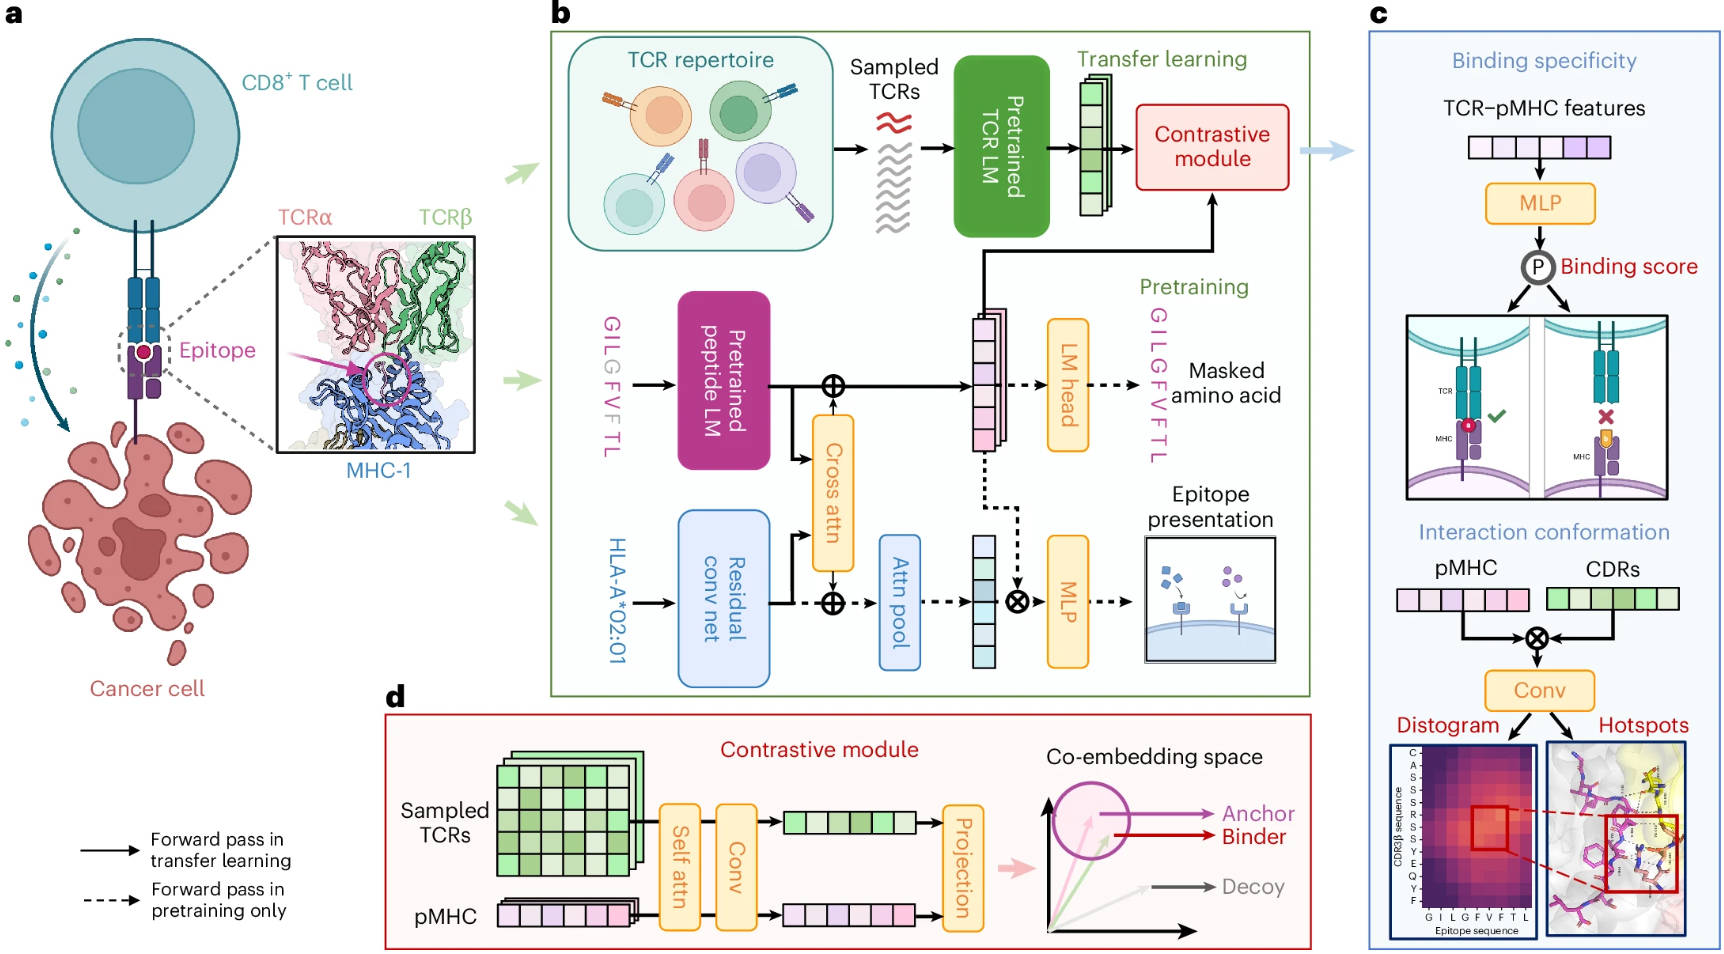 a
CD8+ T cell
TCRα
TCRβ
Epitope
MHC-1
Cancer cell
Forward pass in
transfer learning
Forward pass in
pretraining only
b
TCR repertoire
Sampled
TCRs
Pretrained
TCR LM
Transfer learning
Contrastive
module
Pretraining
GILGFVFTL
Pretrained
peptide LM
LM head
GILGFVFTL
Masked
amino acid
Cross attn
HLA-A*02:01
Residual
conv net
Attn pool
MLP
Epitope
presentation
c
Binding specificity
TCR–pMHC features
MLP
P
Binding score
TCR
MHC
MHC
Interaction conformation
pMHC
CDRs
Conv
Distogram
Hotspots
CDR3β sequence
C
A
S
S
S
R
S
S
Y
E
Q
Y
F
G I L G F V F T L
Epitope sequence
d
Contrastive module
Sampled
TCRs
pMHC
Self attn
Conv
Projection
Co-embedding space
Anchor
Binder
Decoy